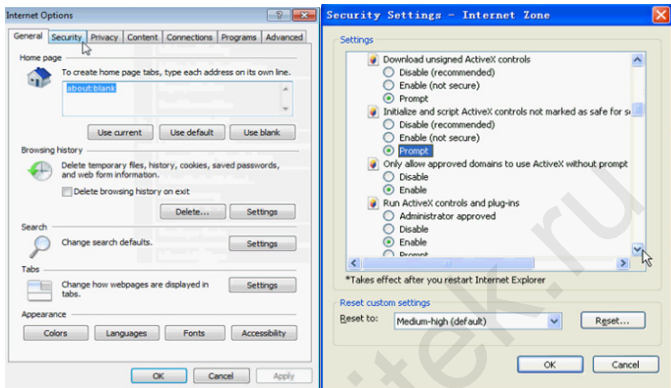 Internet Options
General Security Privacy Content Connections Programs Advanced
Home page
To create home page tabs, type each address on its own line.
about:blank
Use current Use default Use blank
Browsing history
Delete temporary files, history, cookies, saved passwords,
and web form information.
Delete browsing history on exit
Delete... Settings
Search
Change search defaults. Settings
Tabs
Change how webpages are displayed in
tabs.
Settings
Appearance
Colors Languages Fonts Accessibility
OK Cancel Apply
Security Settings - Internet Zone
Settings
Download unsigned ActiveX controls
Disable (recommended)
Enable (not secure)
Prompt
Initialize and script ActiveX controls not marked as safe for s
Disable (recommended)
Enable (not secure)
Prompt
Only allow approved domains to use ActiveX without prompt
Disable
Enable
Run ActiveX controls and plug-ins
Administrator approved
Disable
Enable
Prompt
*Takes effect after you restart Internet Explorer
Reset custom settings
Reset to: Medium-high (default) Reset...
OK Cancel
itek.ru